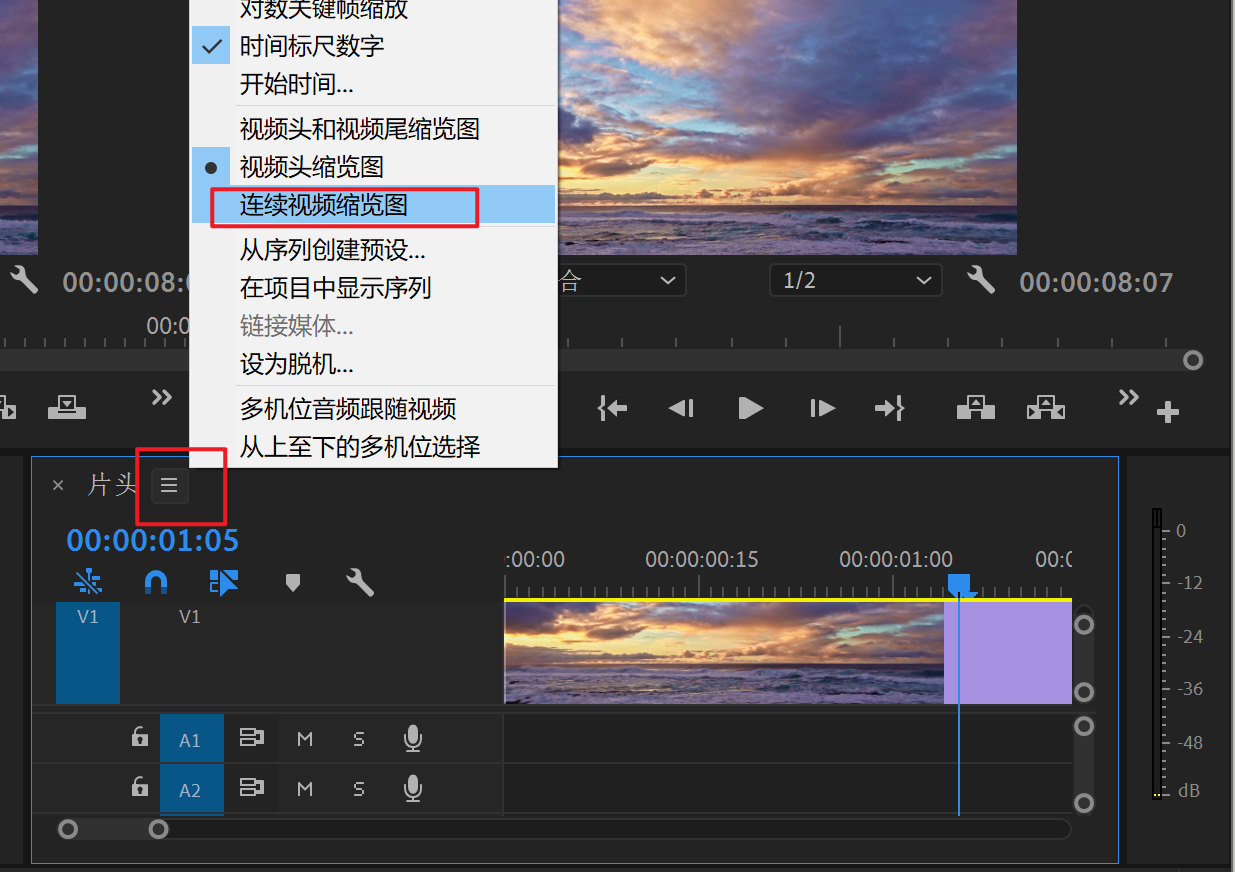 对数关键帧缩放
时间标尺数字
开始时间...
视频头和视频尾缩览图
视频头缩览图
连续视频缩览图
从序列创建预设...
在项目中显示序列
链接媒体...
设为脱机...
多机位音频跟随视频
从上至下的多机位选择
00:00:08:
合
1/2
00:00:08:07
00:0
× 片头
00:00:01:05
:00:00
00:00:00:15
00:00:01:00
00:0
V1 V1
A1 M S
A2 M S
0
-12
-24
-36
-48
dB